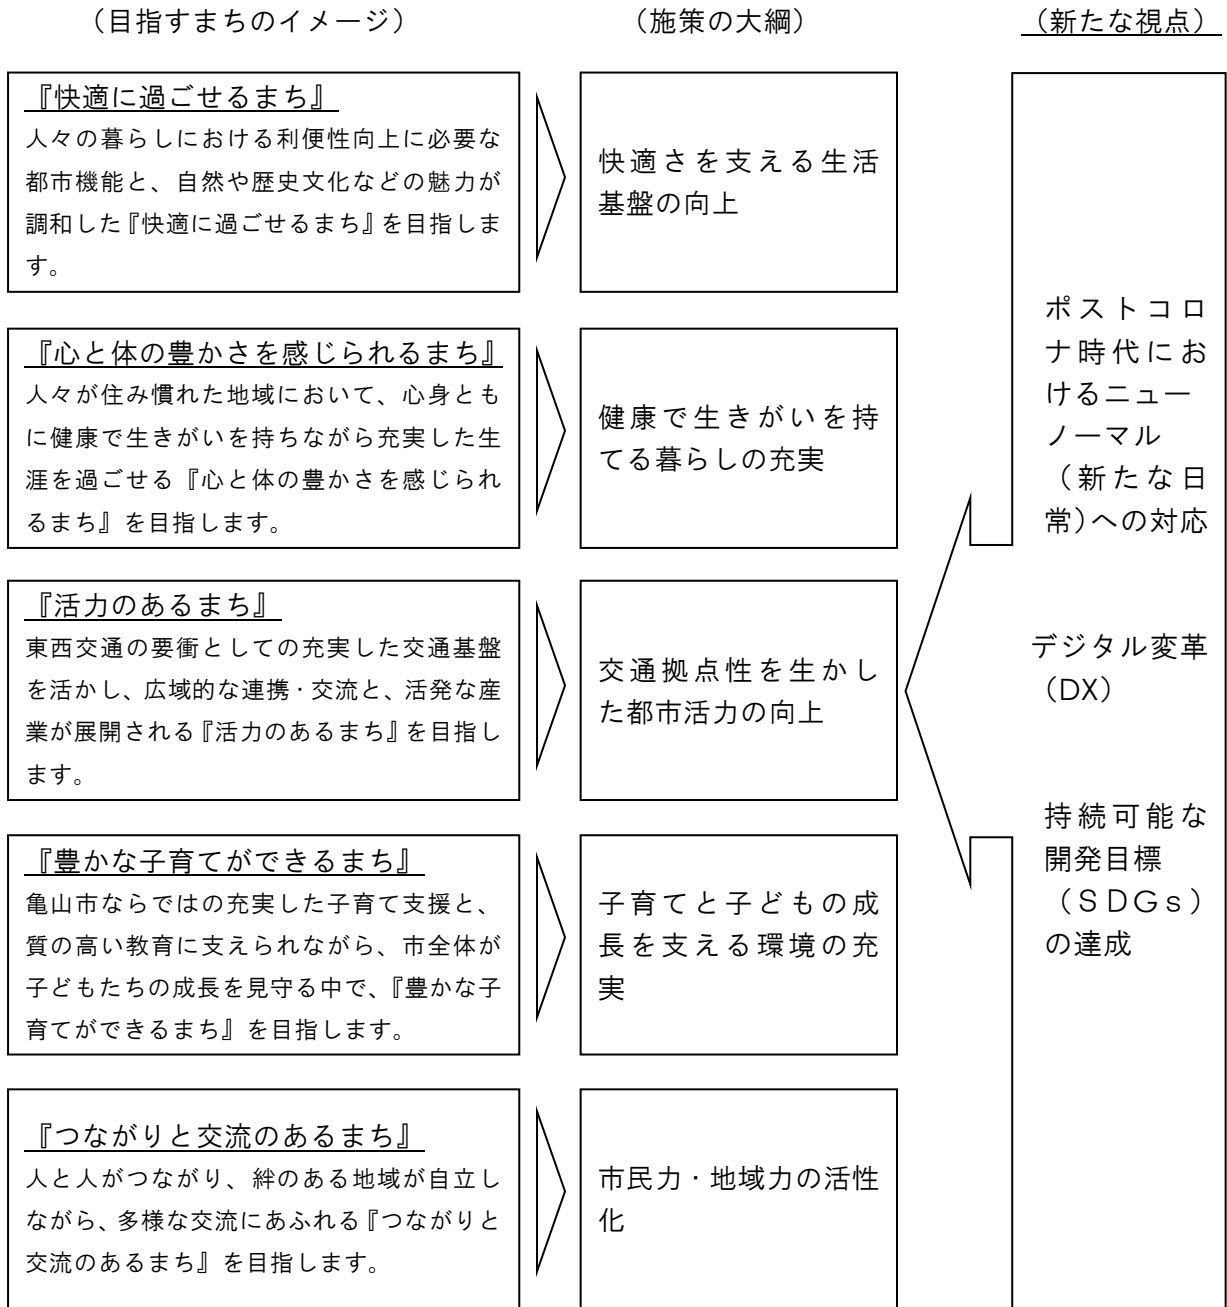 （目指すまちのイメージ）
（施策の大綱）
（新たな視点）
『快適に過ごせるまち』
人々の暮らしにおける利便性向上に必要な
都市機能と、自然や歴史文化などの魅力が
調和した『快適に過ごせるまち』を目指しま
す。
快適さを支える生活
基盤の向上
『心と体の豊かさを感じられるまち』
人々が住み慣れた地域において、心身とも
に健康で生きがいを持ちながら充実した生
涯を過ごせる『心と体の豊かさを感じられ
るまち』を目指します。
健康で生きがいを持
てる暮らしの充実
『活力のあるまち』
東西交通の要衝としての充実した交通基盤
を活かし、広域的な連携・交流と、活発な産
業が展開される『活力のあるまち』を目指し
ます。
交通拠点性を生かし
た都市活力の向上
『豊かな子育てができるまち』
亀山市ならではの充実した子育て支援と、
質の高い教育に支えられながら、市全体が
子どもたちの成長を見守る中で、『豊かな子
育てができるまち』を目指します。
子育てと子どもの成
長を支える環境の充
実
『つながりと交流のあるまち』
人と人がつながり、絆のある地域が自立し
ながら、多様な交流にあふれる『つながりと
交流のあるまち』を目指します。
市民力・地域力の活性
化
ポストコロ
ナ時代にお
けるニュー
ノーマル
（新たな日
常）への対応
デジタル変革
（DX）
持続可能な
開発目標
（ＳＤＧｓ）
の達成